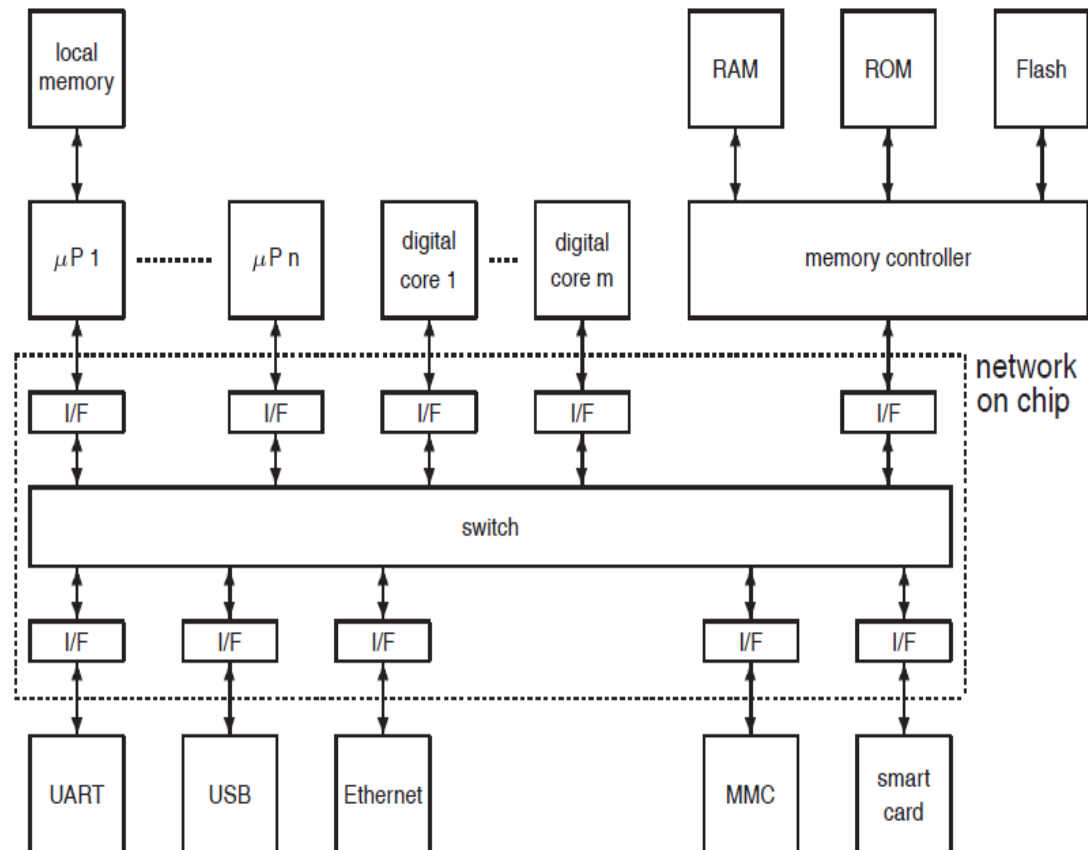 local
memory
RAM
ROM
Flash
μP 1
μP n
digital
core 1
digital
core m
memory controller
network
on chip
I/F
I/F
I/F
I/F
I/F
switch
I/F
I/F
I/F
I/F
I/F
UART
USB
Ethernet
MMC
smart
card